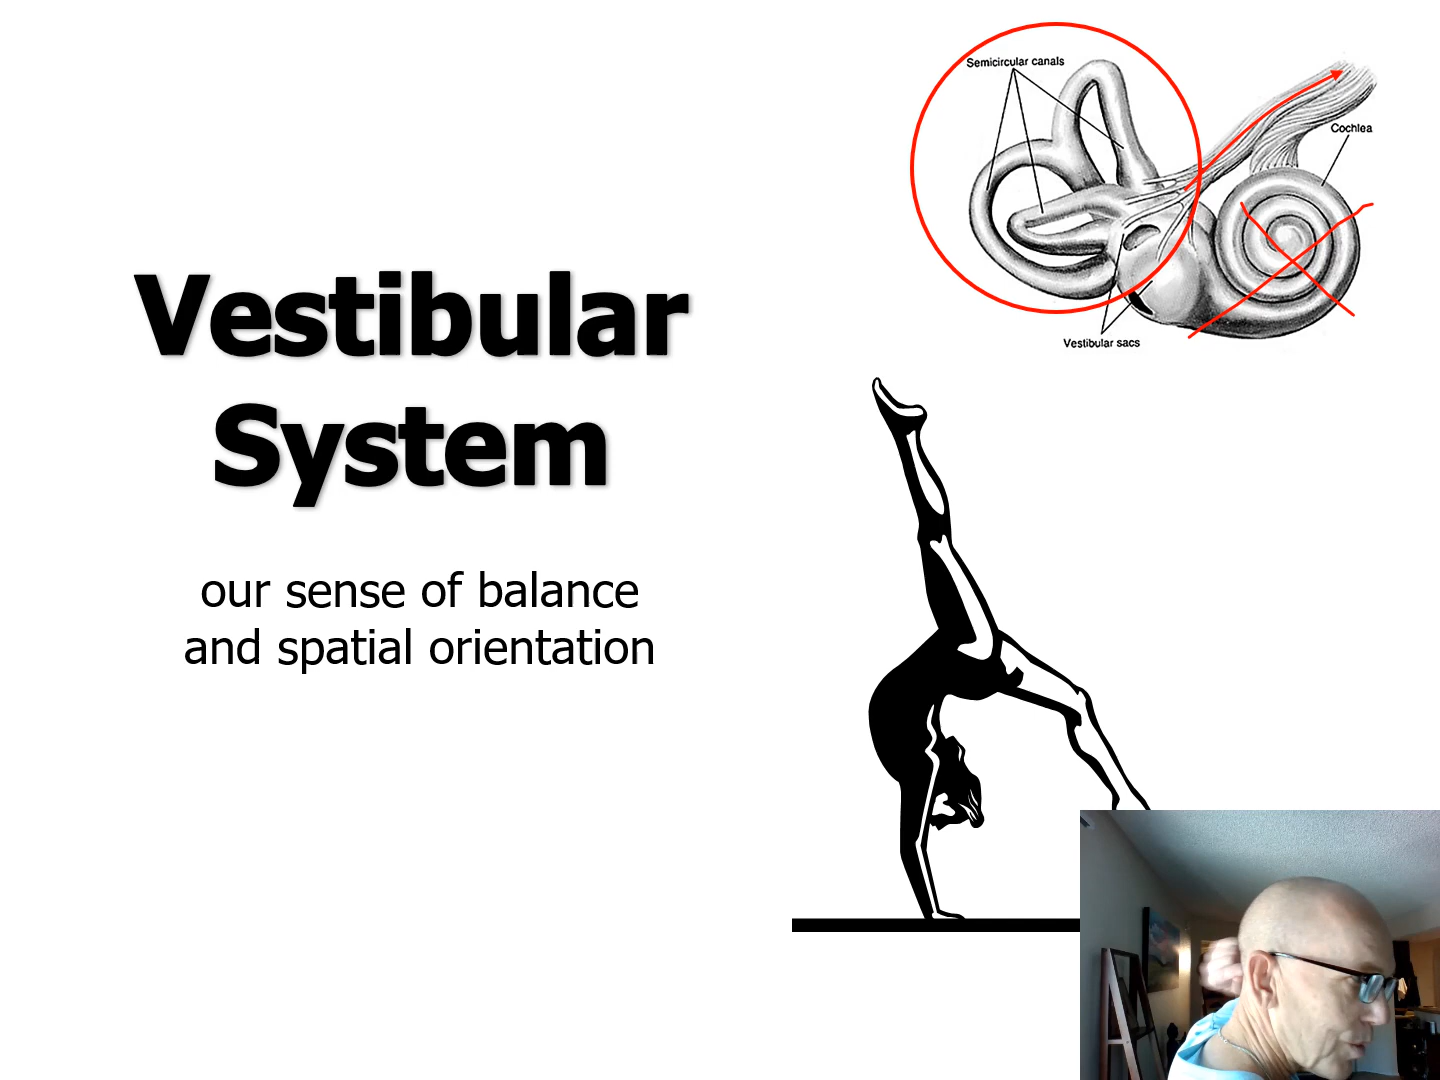 Semicircular canals
Cochlea
Vestibular sacs
Vestibular
System
our sense of balance
and spatial orientation